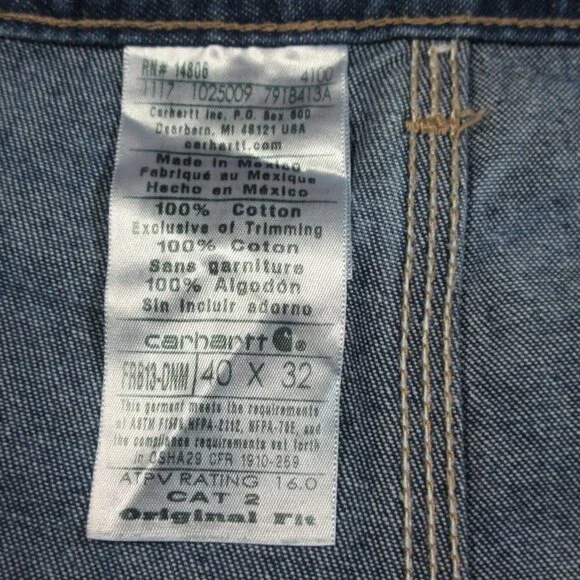 RN# 14806 4100
1117 1025009 791B413A
Carhartt Inc. P.O. Box 600
Dearborn, MI 48121 USA
carhartt.com
Made in Mexico
Fabriqué au Mexique
Hecho en México
100% Cotton
Exclusive of Trimming
100% Coton
Sans garniture
100% Algodón
Sin incluir adorno
carhartt
FRB13-DNM 40 X 32
This garment meets the requirements
of ASTM F1506, NFPA-2112, NFPA-70E, and
the compliance requirements set forth
in OSHA29 CFR 1910-269
ATPV RATING 16.0
CAT 2
Original Fit